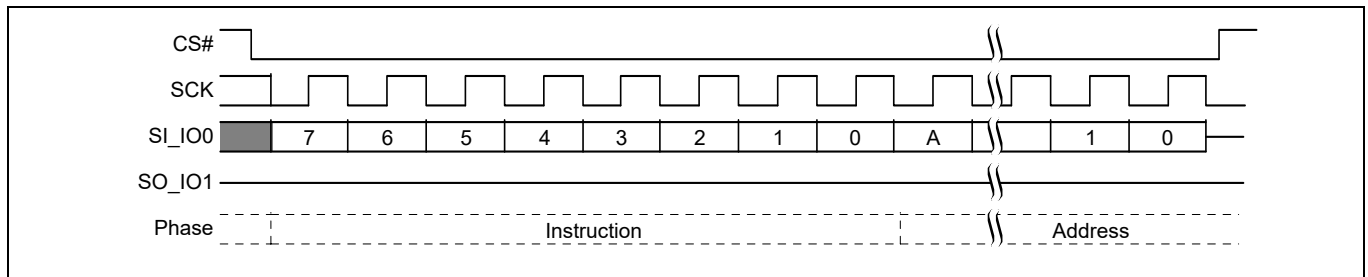 CS#
SCK
SI_IO0 7 6 5 4 3 2 1 0 A 1 0
SO_IO1
Phase Instruction Address